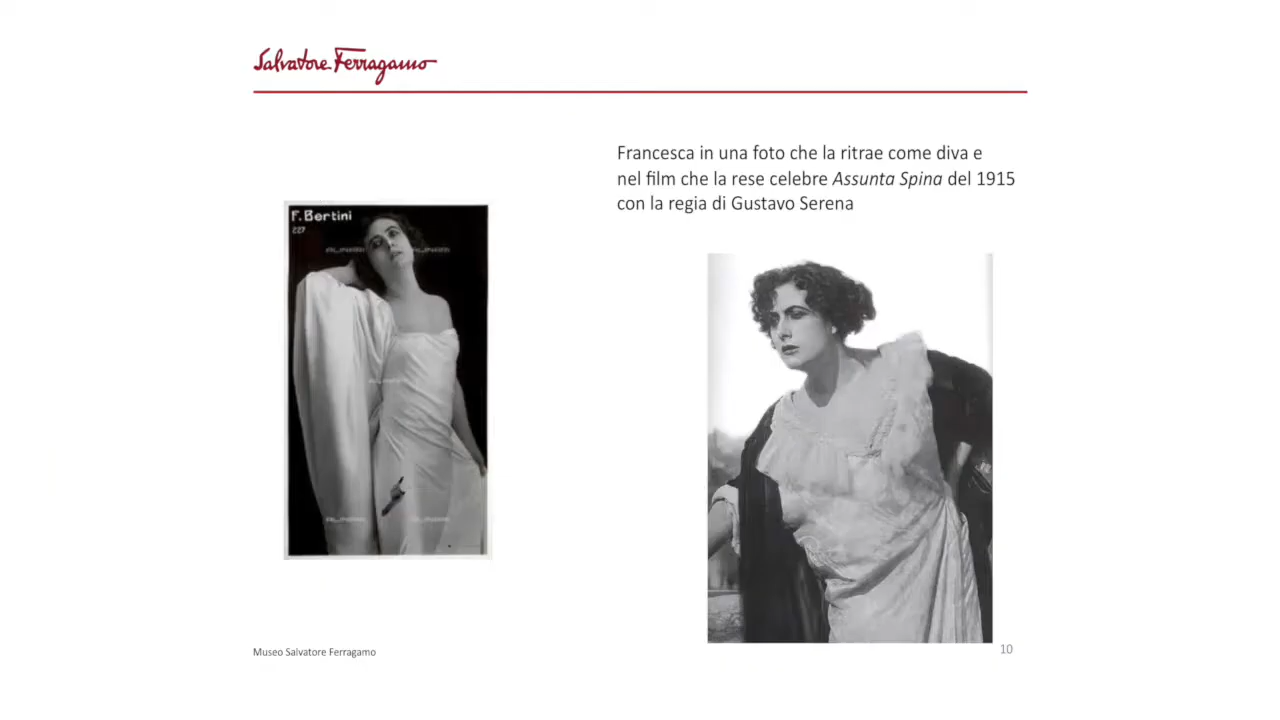 Salvatore Ferragamo
Francesca in una foto che la ritrae come diva e
nel film che la rese celebre Assunta Spina del 1915
con la regia di Gustavo Serena
F. Bertini
227
Museo Salvatore Ferragamo
10